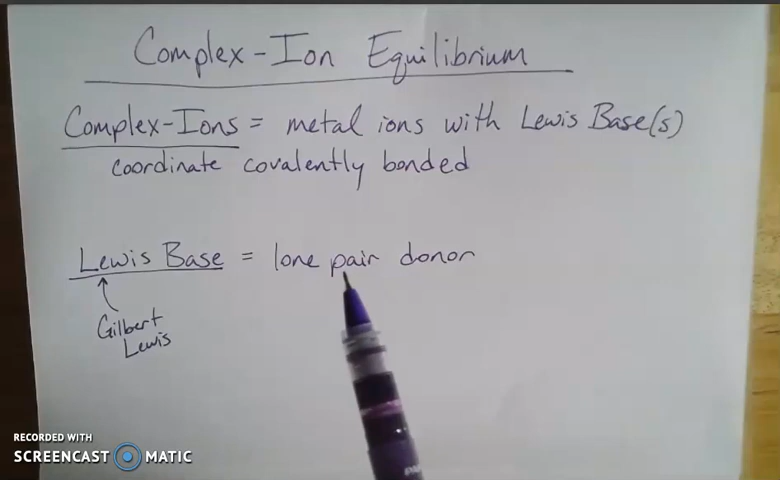 Complex-Ion Equilibrium
Complex-Ions = metal ions with Lewis Base(s)
coordinate covalently bonded
Lewis Base = lone pair donor
Gilbert
Lewis
RECORDED WITH
SCREENCAST MATIC